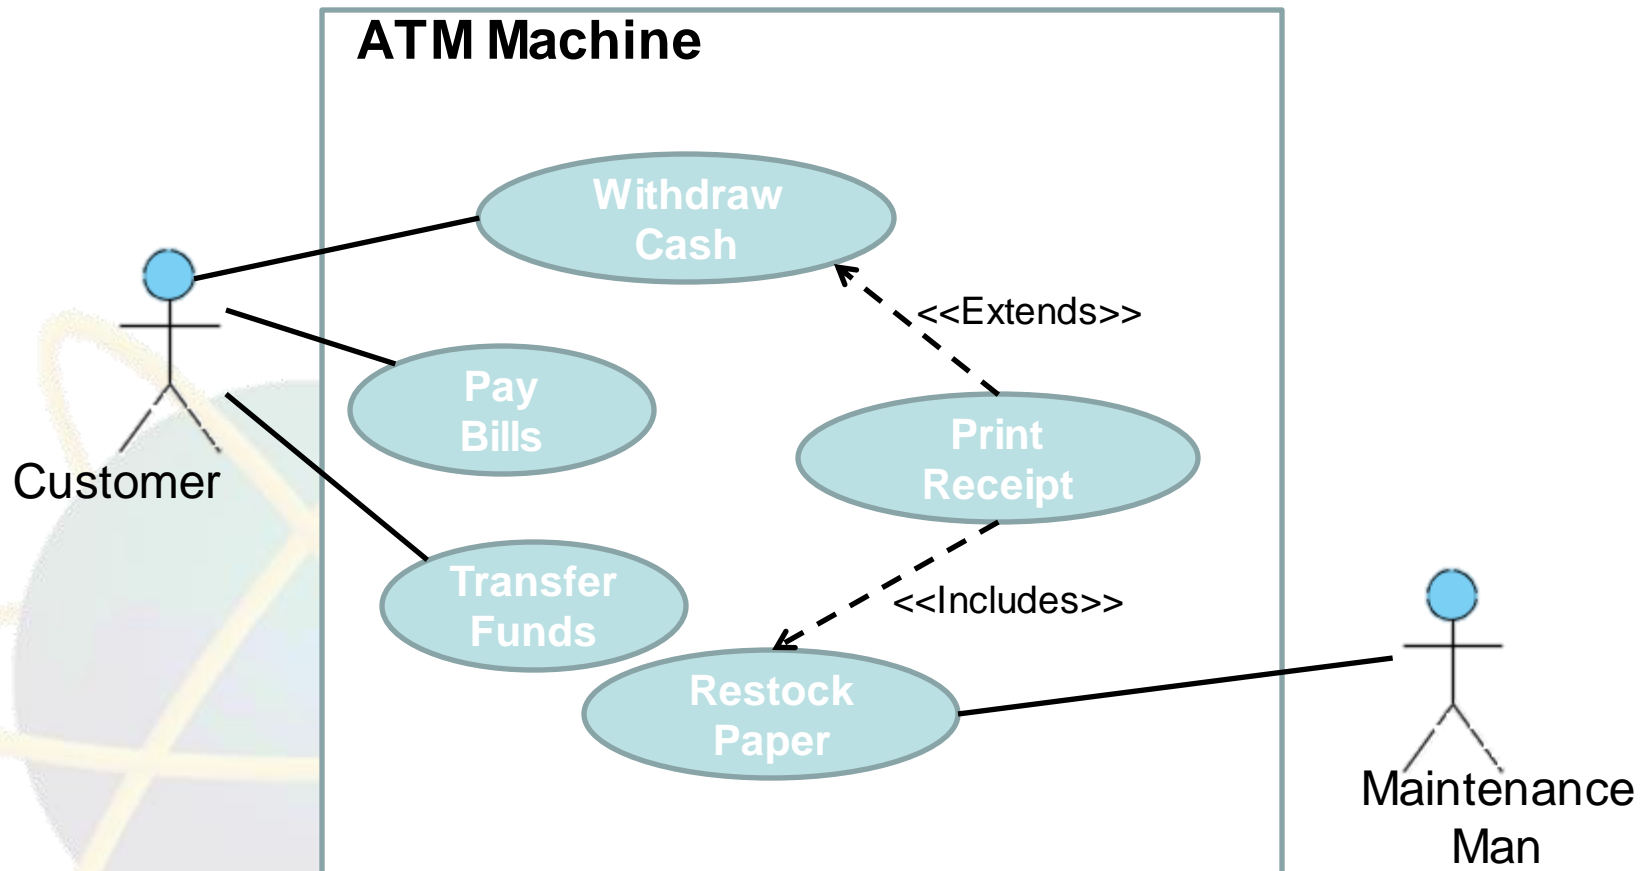 ATM Machine
Withdraw
Cash
<<Extends>>
Pay
Bills
Print
Receipt
Customer
Transfer
Funds
<<Includes>>
Restock
Paper
Maintenance
Man